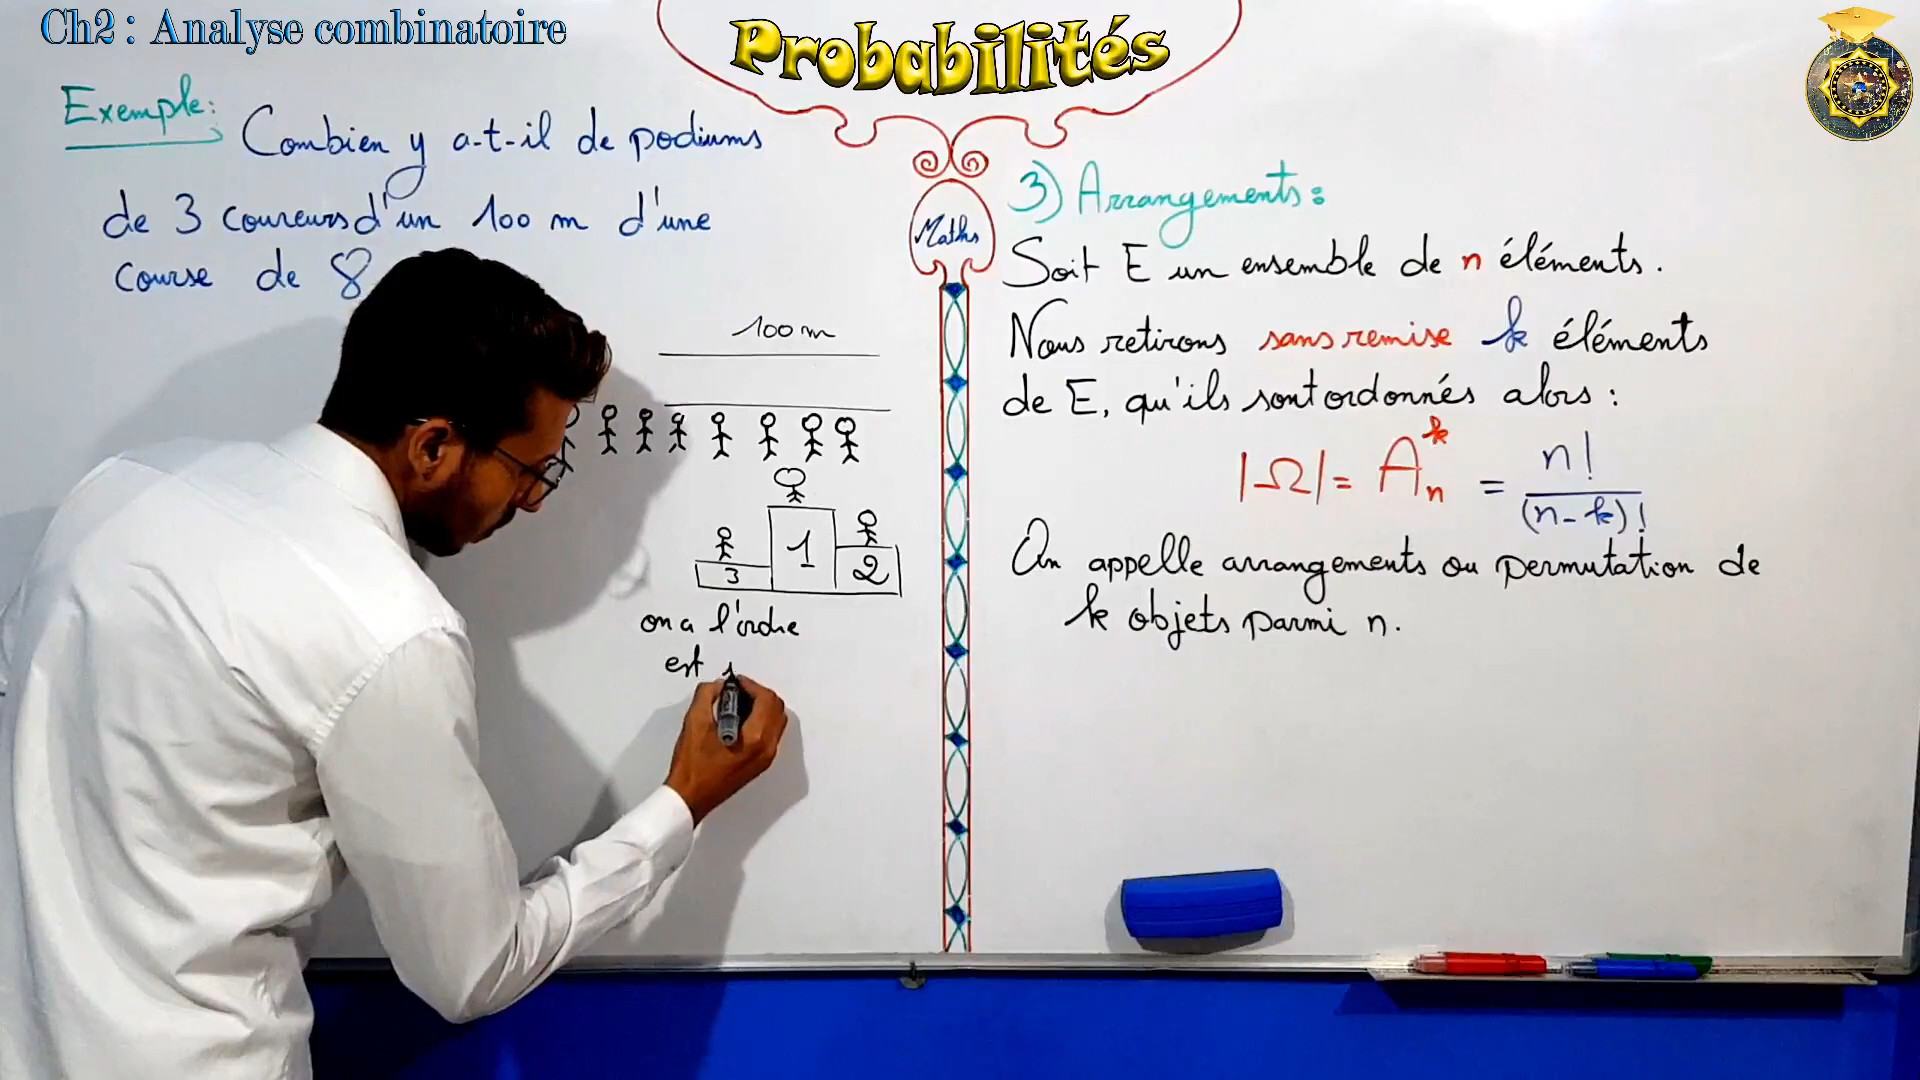 Ch2 : Analyse combinatoire
Probabilités
Exemple:
Combien y a-t-il de podiums
de 3 coureurs d'un 100 m d'une
course de 8
100 m
1
2
3
on a l'ordre
est
Maths
3) Arrangements:
Soit E un ensemble de n éléments.
Nous retirons sans remise k éléments
de E, qu'ils sont ordonnés alors :
|Ω| = A_n^k = n! / (n-k)!
On appelle arrangements ou permutation de
k objets parmi n.